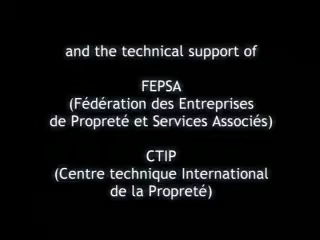 and the technical support of
FEPSA
(Fédération des Entreprises
de Propreté et Services Associés)
CTIP
(Centre technique International
de la Propreté)